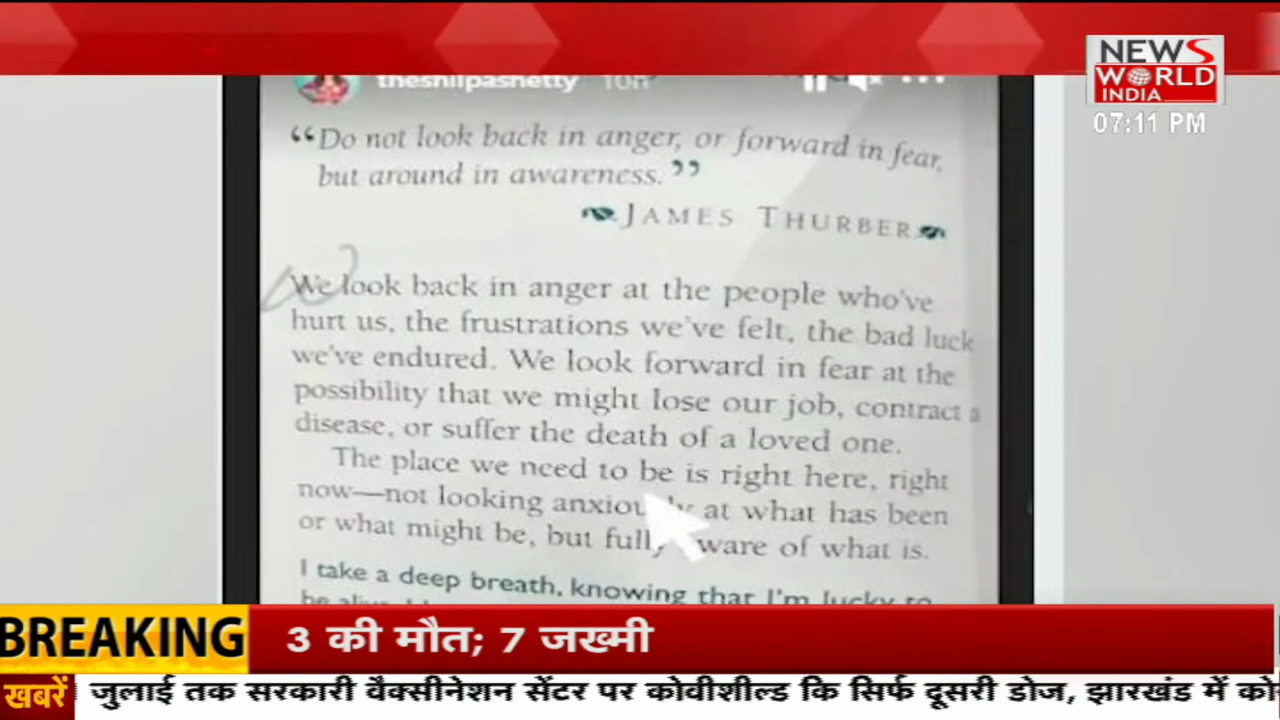 NEWS
WORLD
INDIA
07:11 PM
theshilpashetty 10h
“Do not look back in anger, or forward in fear,
but around in awareness.”
JAMES THURBER
We look back in anger at the people who've
hurt us, the frustrations we've felt, the bad luck
we've endured. We look forward in fear at the
possibility that we might lose our job, contract a
disease, or suffer the death of a loved one.
The place we need to be is right here, right
now—not looking at what has been
or what might be, but of what is.
I take a deep breath, knowing that I'm lucky to
BREAKING 3 की मौत; 7 जख्मी
खबरें जुलाई तक सरकारी वैक्सीनेशन सेंटर पर कोवीशील्ड कि सिर्फ दूसरी डोज, झारखंड में